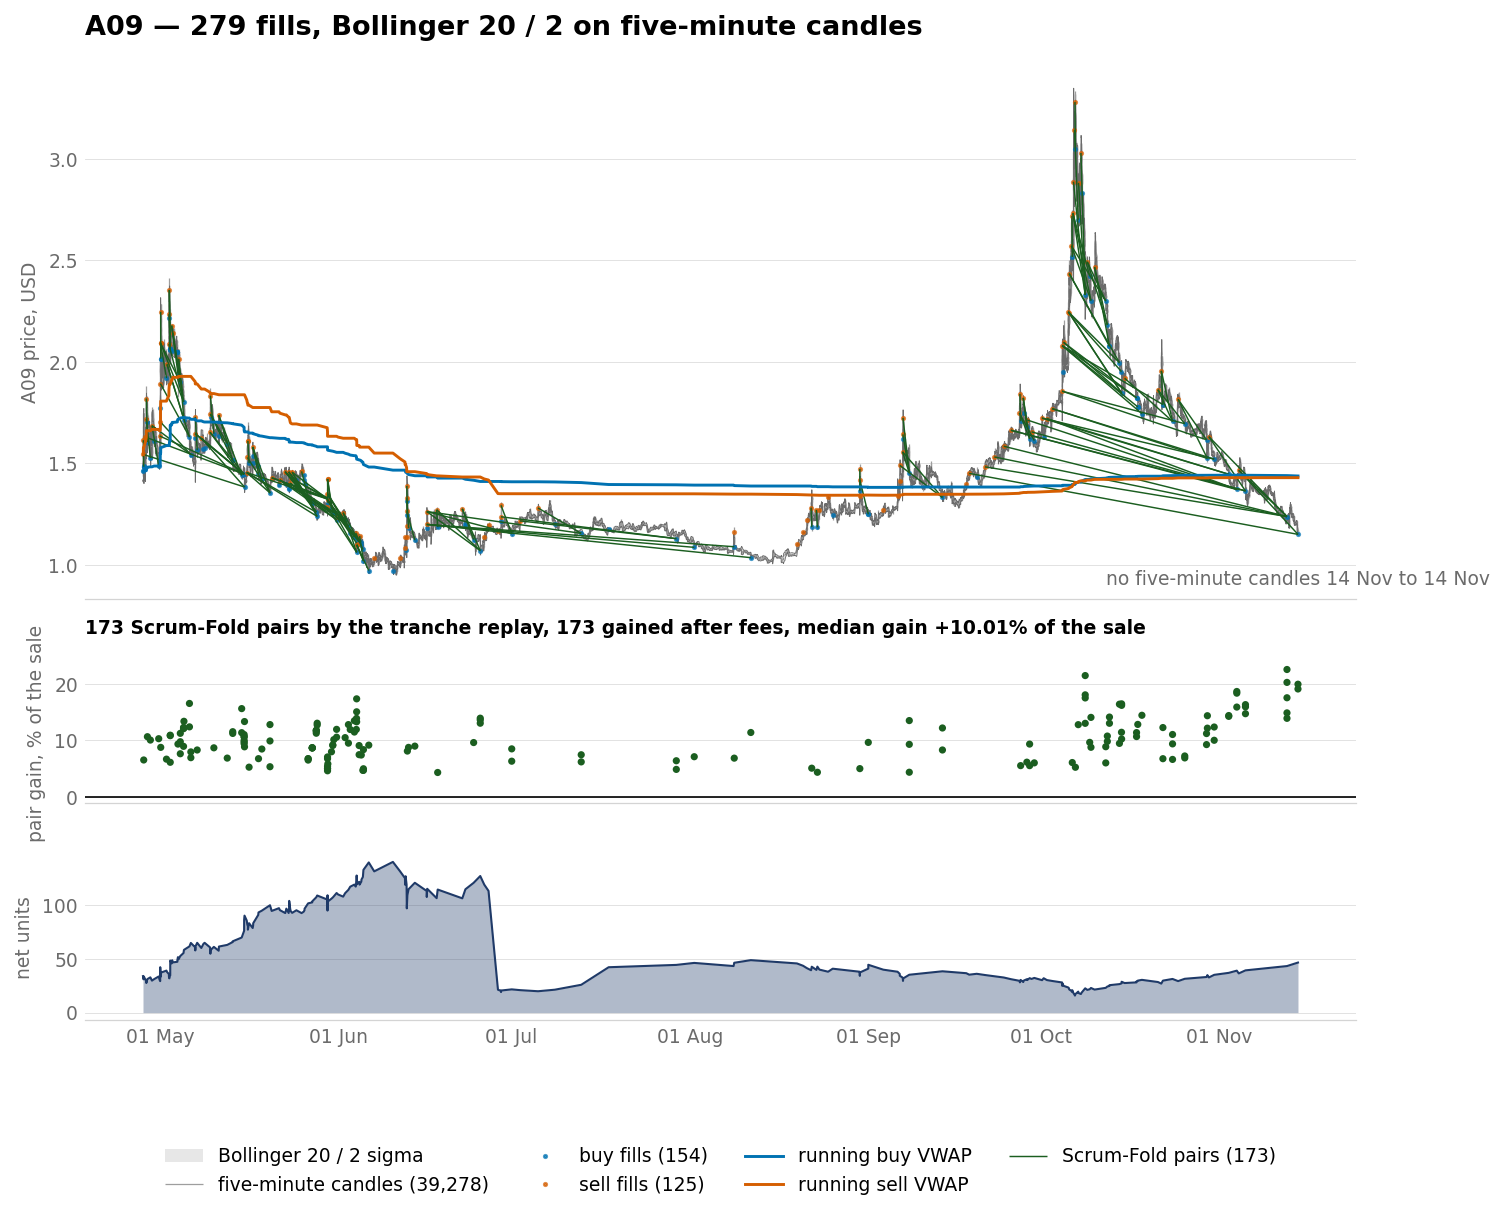 A09 — 279 fills, Bollinger 20 / 2 on five-minute candles
A09 price, USD
3.0
2.5
2.0
1.5
1.0
no five-minute candles 14 Nov to 14 Nov
173 Scrum-Fold pairs by the tranche replay, 173 gained after fees, median gain +10.01% of the sale
pair gain, % of the sale
20
10
0
net units
100
50
0
01 May
01 Jun
01 Jul
01 Aug
01 Sep
01 Oct
01 Nov
Bollinger 20 / 2 sigma
five-minute candles (39,278)
buy fills (154)
sell fills (125)
running buy VWAP
running sell VWAP
Scrum-Fold pairs (173)